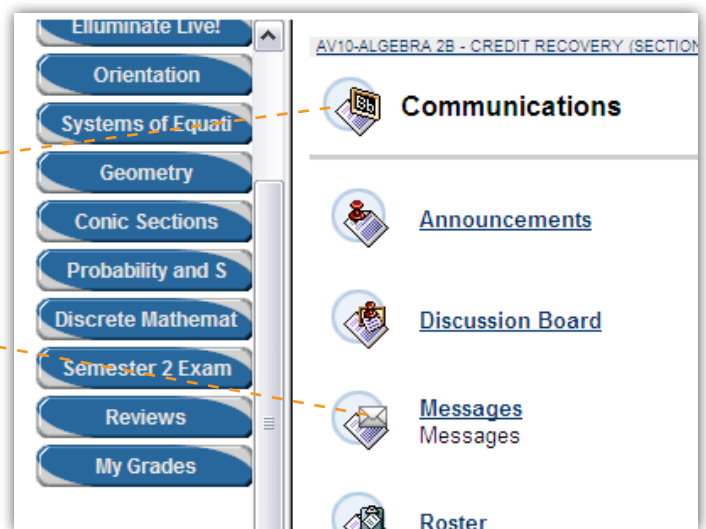 Elluminate Live!
Orientation
Systems of Equati
Geometry
Conic Sections
Probability and S
Discrete Mathemat
Semester 2 Exam
Reviews
My Grades
AV10-ALGEBRA 2B - CREDIT RECOVERY (SECTION
Bb
Communications
Announcements
Discussion Board
Messages
Messages
Roster